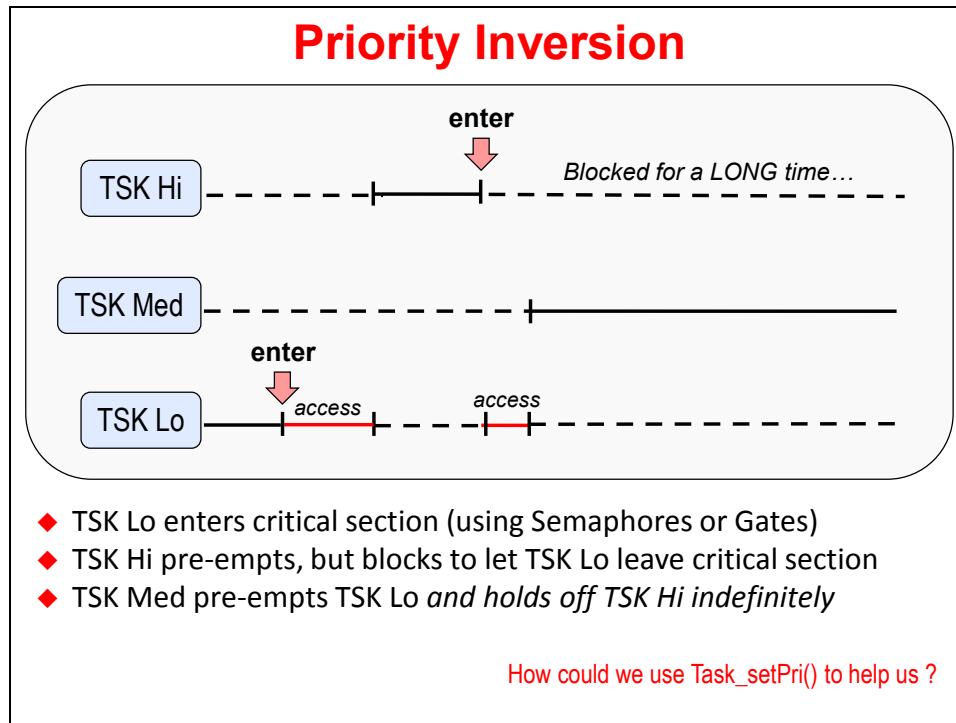 Priority Inversion
enter
TSK Hi
Blocked for a LONG time…
TSK Med
enter
TSK Lo
access
access
◆ TSK Lo enters critical section (using Semaphores or Gates)
◆ TSK Hi pre-empts, but blocks to let TSK Lo leave critical section
◆ TSK Med pre-empts TSK Lo and holds off TSK Hi indefinitely
How could we use Task_setPri() to help us ?